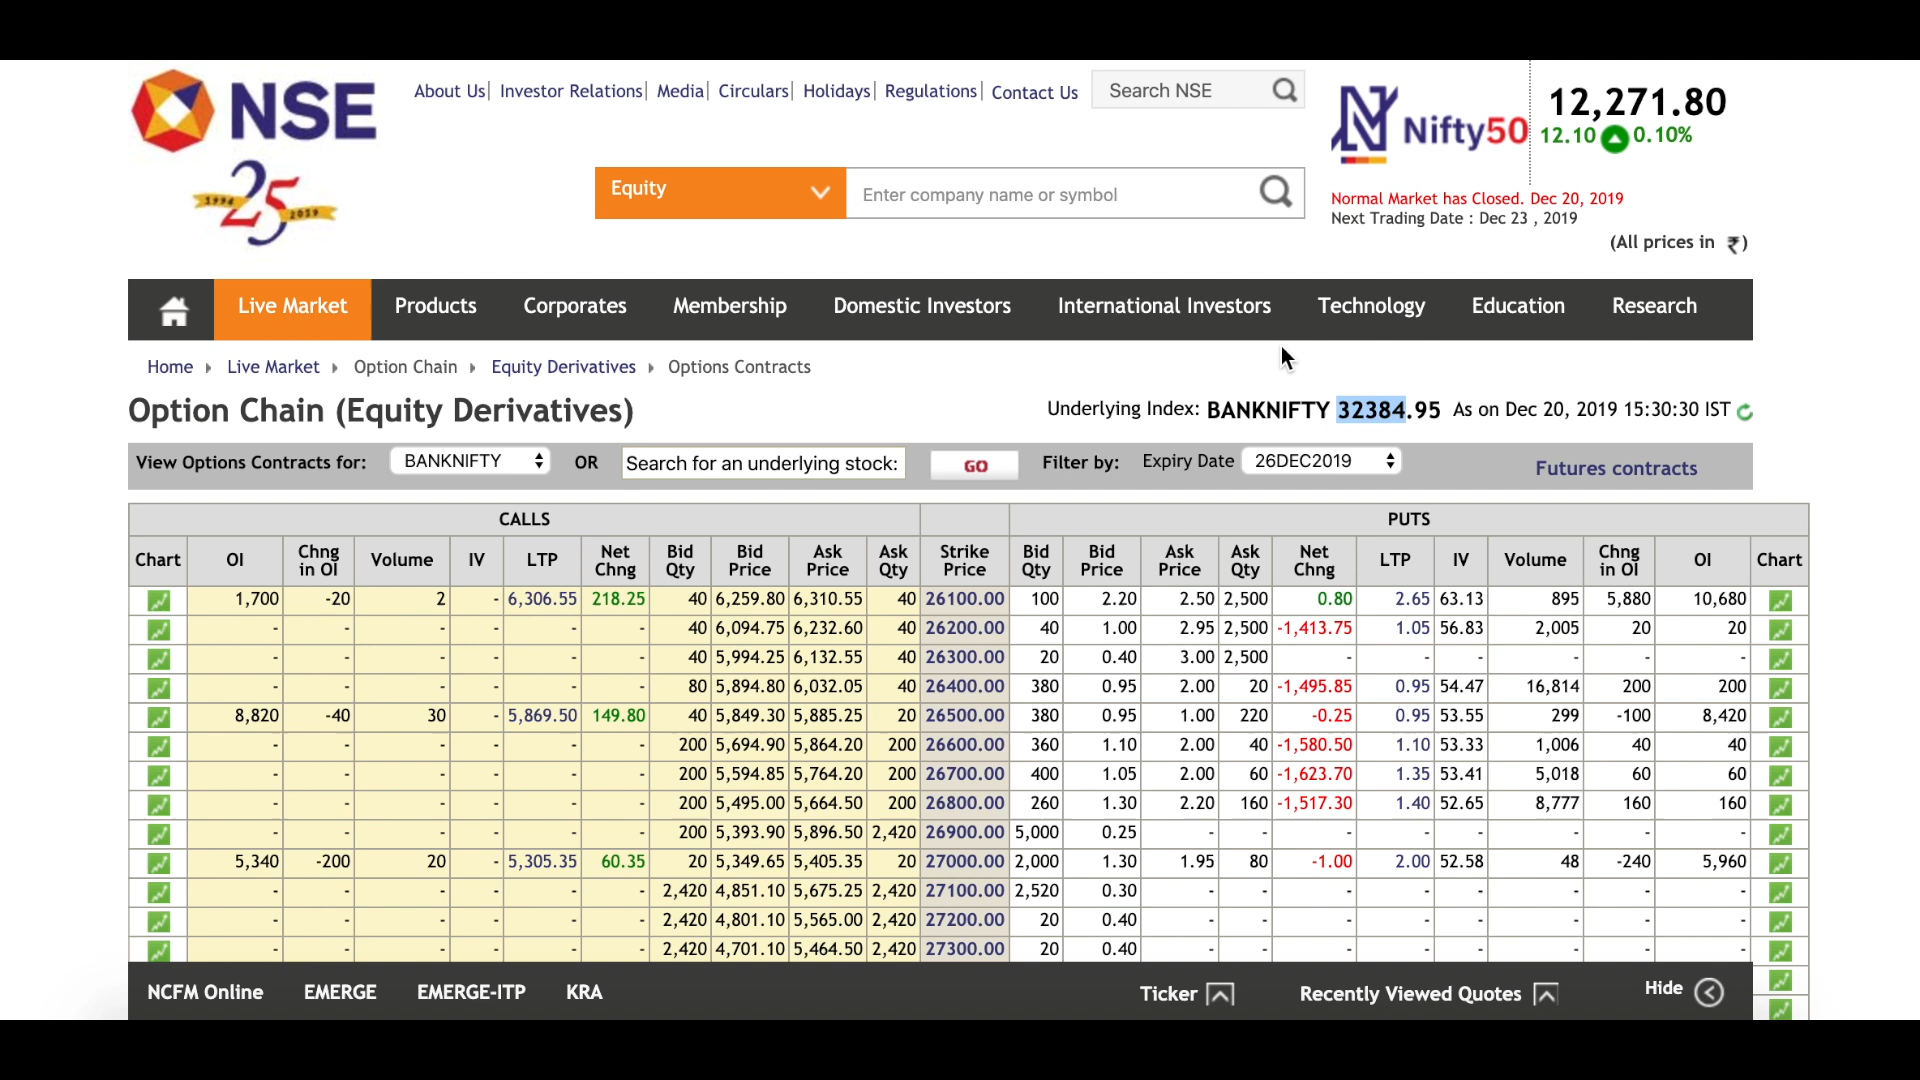 NSE
1994 25 2019
About Us| Investor Relations| Media| Circulars| Holidays| Regulations| Contact Us
Search NSE
Nifty50
12,271.80
12.10 0.10%
Equity
Enter company name or symbol
Normal Market has Closed. Dec 20, 2019
Next Trading Date : Dec 23 , 2019
(All prices in ₹)
Live Market Products Corporates Membership Domestic Investors International Investors Technology Education Research
Home Live Market Option Chain Equity Derivatives Options Contracts
Option Chain (Equity Derivatives)
Underlying Index: BANKNIFTY 32384.95 As on Dec 20, 2019 15:30:30 IST
View Options Contracts for: BANKNIFTY OR Search for an underlying stock: GO Filter by: Expiry Date 26DEC2019 Futures contracts
CALLS PUTS
Chart OI Chng in OI Volume IV LTP Net Chng Bid Qty Bid Price Ask Price Ask Qty Strike Price Bid Qty Bid Price Ask Price Ask Qty Net Chng LTP IV Volume Chng in OI OI Chart
1,700 -20 2 - 6,306.55 218.25 40 6,259.80 6,310.55 40 26100.00 100 2.20 2.50 2,500 0.80 2.65 63.13 895 5,880 10,680
- - - - - - 40 6,094.75 6,232.60 40 26200.00 40 1.00 2.95 2,500 -1,413.75 1.05 56.83 2,005 20 20
- - - - - - 40 5,994.25 6,132.55 40 26300.00 20 0.40 3.00 2,500 - - - - - -
- - - - - - 80 5,894.80 6,032.05 40 26400.00 380 0.95 2.00 20 -1,495.85 0.95 54.47 16,814 200 200
8,820 -40 30 - 5,869.50 149.80 40 5,849.30 5,885.25 20 26500.00 380 0.95 1.00 220 -0.25 0.95 53.55 299 -100 8,420
- - - - - - 200 5,694.90 5,864.20 200 26600.00 360 1.10 2.00 40 -1,580.50 1.10 53.33 1,006 40 40
- - - - - - 200 5,594.85 5,764.20 200 26700.00 400 1.05 2.00 60 -1,623.70 1.35 53.41 5,018 60 60
- - - - - - 200 5,495.00 5,664.50 200 26800.00 260 1.30 2.20 160 -1,517.30 1.40 52.65 8,777 160 160
- - - - - - 200 5,393.90 5,896.50 2,420 26900.00 5,000 0.25 - - - - - - - -
5,340 -200 20 - 5,305.35 60.35 20 5,349.65 5,405.35 20 27000.00 2,000 1.30 1.95 80 -1.00 2.00 52.58 48 -240 5,960
- - - - - - 2,420 4,851.10 5,675.25 2,420 27100.00 2,520 0.30 - - - - - - - -
- - - - - - 2,420 4,801.10 5,565.00 2,420 27200.00 20 0.40 - - - - - - - -
- - - - - - 2,420 4,701.10 5,464.50 2,420 27300.00 20 0.40 - - - - - - - -
NCFM Online EMERGE EMERGE-ITP KRA Ticker Recently Viewed Quotes Hide